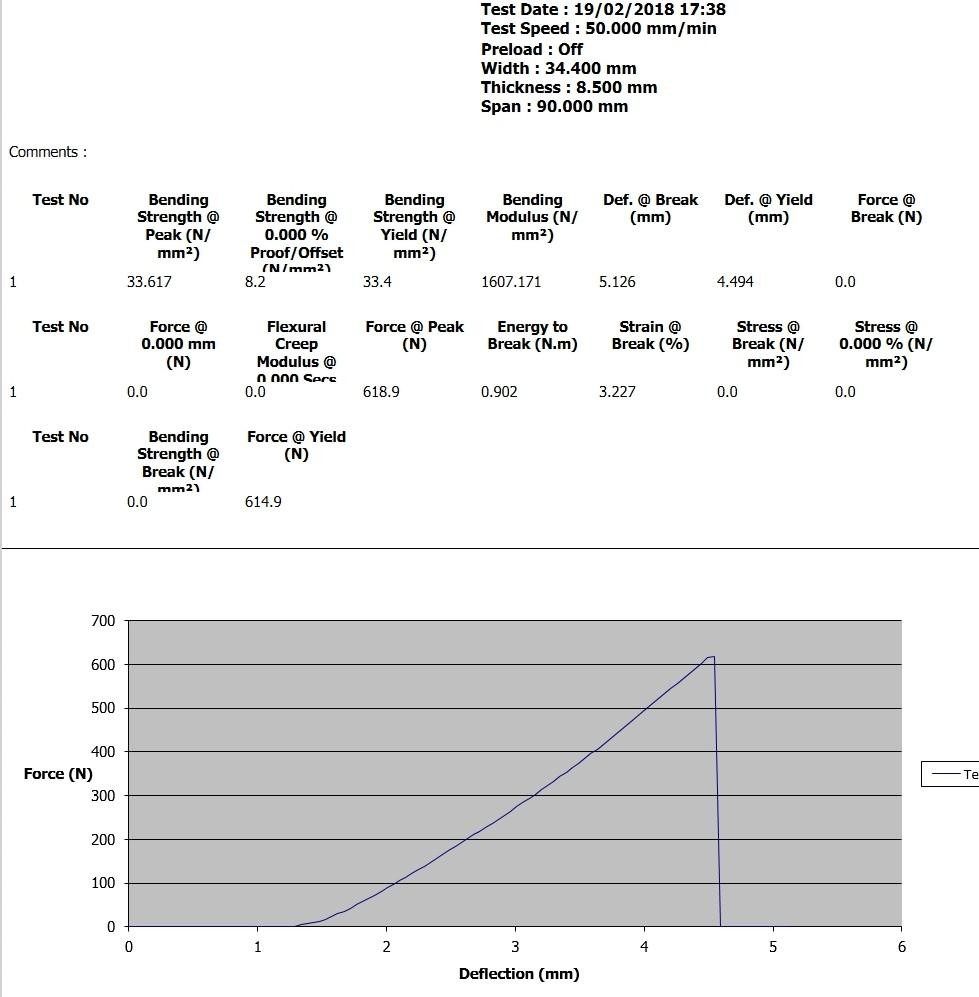 Test Date : 19/02/2018 17:38
Test Speed : 50.000 mm/min
Preload : Off
Width : 34.400 mm
Thickness : 8.500 mm
Span : 90.000 mm
Comments :
Test No Bending Bending Bending Bending Def. @ Break Def. @ Yield Force @
Strength @ Strength @ Strength @ Modulus (N/ (mm) (mm) Break (N)
Peak (N/ 0.000 % Yield (N/ mm²)
mm²) Proof/Offset mm²)
(N/mm²)
1 33.617 8.2 33.4 1607.171 5.126 4.494 0.0
Test No Force @ Flexural Force @ Peak Energy to Strain @ Stress @ Stress @
0.000 mm Creep (N) Break (N.m) Break (%) Break (N/ 0.000 % (N/
(N) Modulus @ mm²) mm²)
0.000 Secs
1 0.0 0.0 618.9 0.902 3.227 0.0 0.0
Test No Bending Force @ Yield
Strength @ (N)
Break (N/
mm²)
1 0.0 614.9
700
600
500
400
Force (N)
300
200
100
0
0 1 2 3 4 5 6
Deflection (mm)
Te